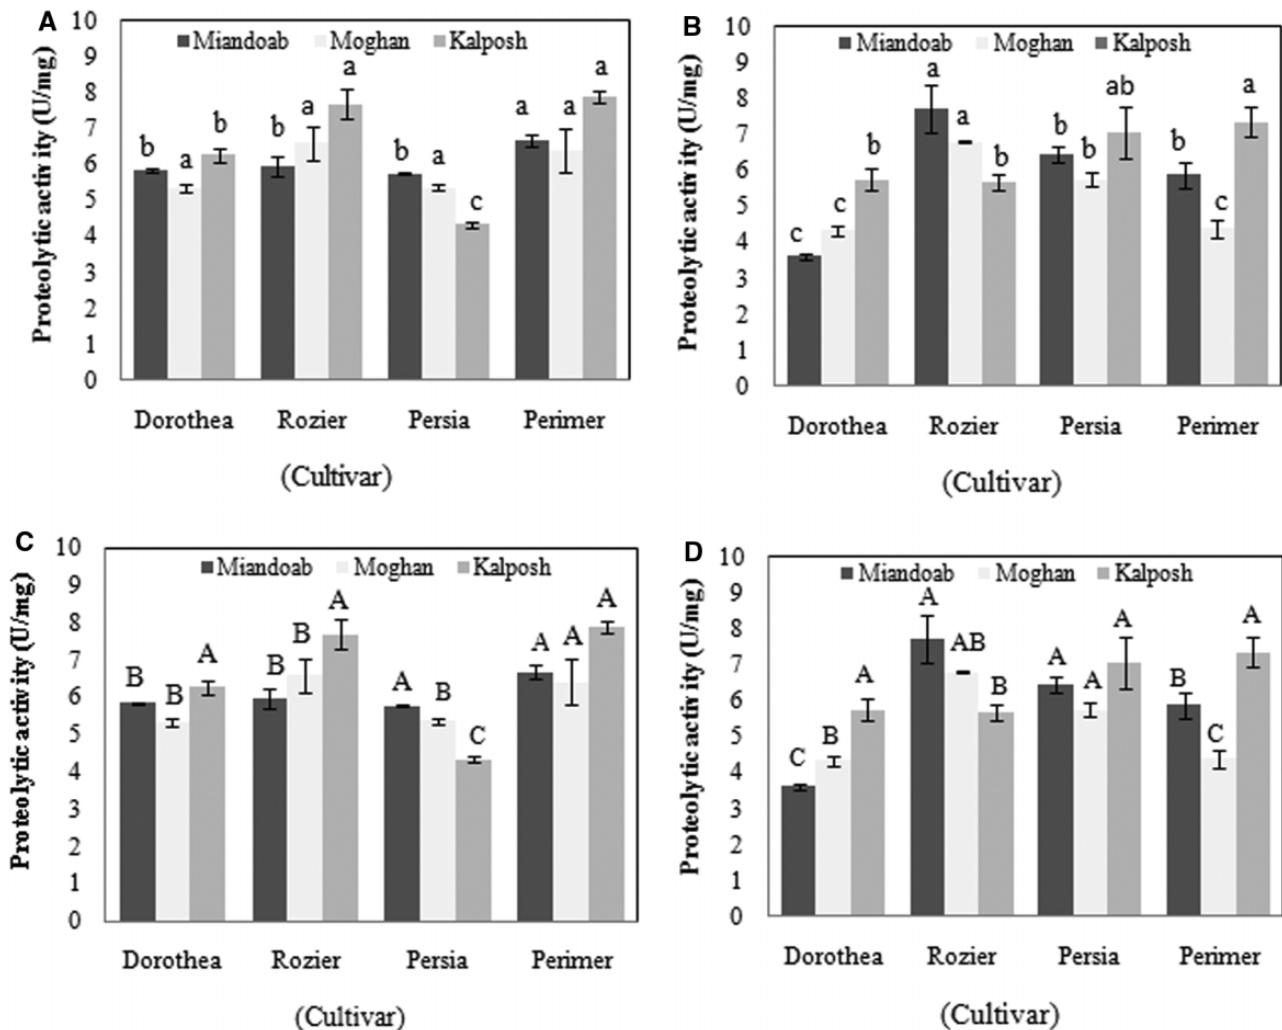 A
Proteolytic activity (U/mg)
10
9
8
7
6
5
4
3
2
1
0
Miandoab Moghan Kalposh
b a b
b a a
b a c
a a a
Dorothea Rozier Persia Perimer
(Cultivar)
B
Proteolytic activity (U/mg)
10
9
8
7
6
5
4
3
2
1
0
Miandoab Moghan Kalposh
c c b
a a b
b b ab
b c a
Dorothea Rozier Persia Perimer
(Cultivar)
C
Proteolytic activity (U/mg)
10
9
8
7
6
5
4
3
2
1
0
Miandoab Moghan Kalposh
B B A
B B A
A B C
A A A
Dorothea Rozier Persia Perimer
(Cultivar)
D
Proteolytic activity (U/mg)
10
9
8
7
6
5
4
3
2
1
0
Miandoab Moghan Kalposh
C B A
A AB B
A A A
B C A
Dorothea Rozier Persia Perimer
(Cultivar)